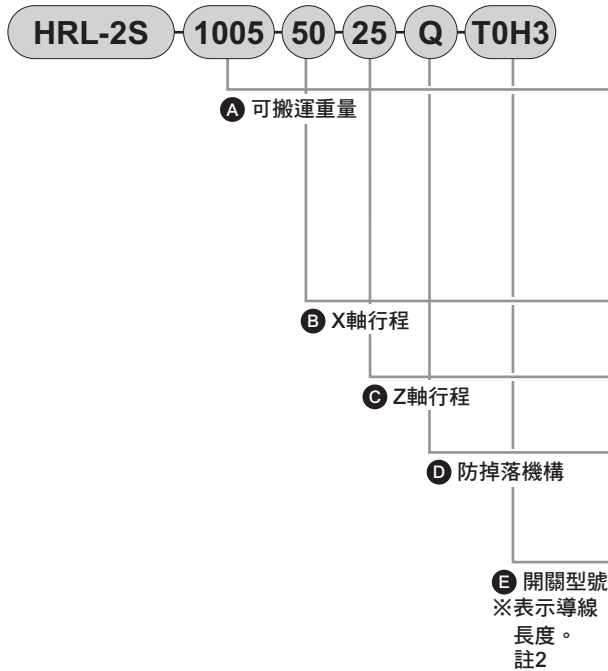 HRL-2S-1005-50-25-Q-T0H3
A 可搬運重量
B X軸行程
C Z軸行程
D 防掉落機構
E 開關型號
※表示導線
長度。
註2